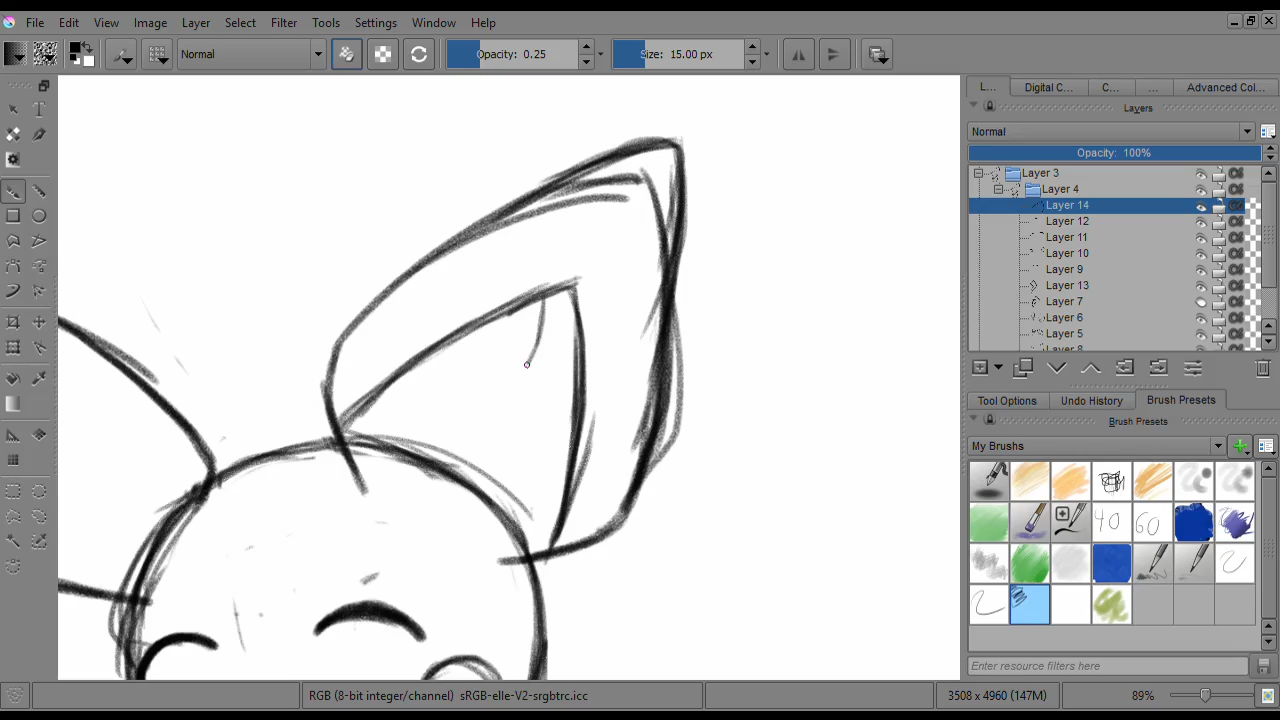 File Edit View Image Layer Select Filter Tools Settings Window Help
Normal Opacity: 0.25 Size: 15.00 px
L... Digital C... C... ... Advanced Col...
Layers
Normal
Opacity: 100%
Layer 3
Layer 4
Layer 14
Layer 12
Layer 11
Layer 10
Layer 9
Layer 13
Layer 7
Layer 6
Layer 5
Layer 8
Tool Options Undo History Brush Presets
Brush Presets
My Brushes
40 60
Enter resource filters here
RGB (8-bit integer/channel) sRGB-elle-V2-srgbtrc.icc 3508 x 4960 (147M) 89%